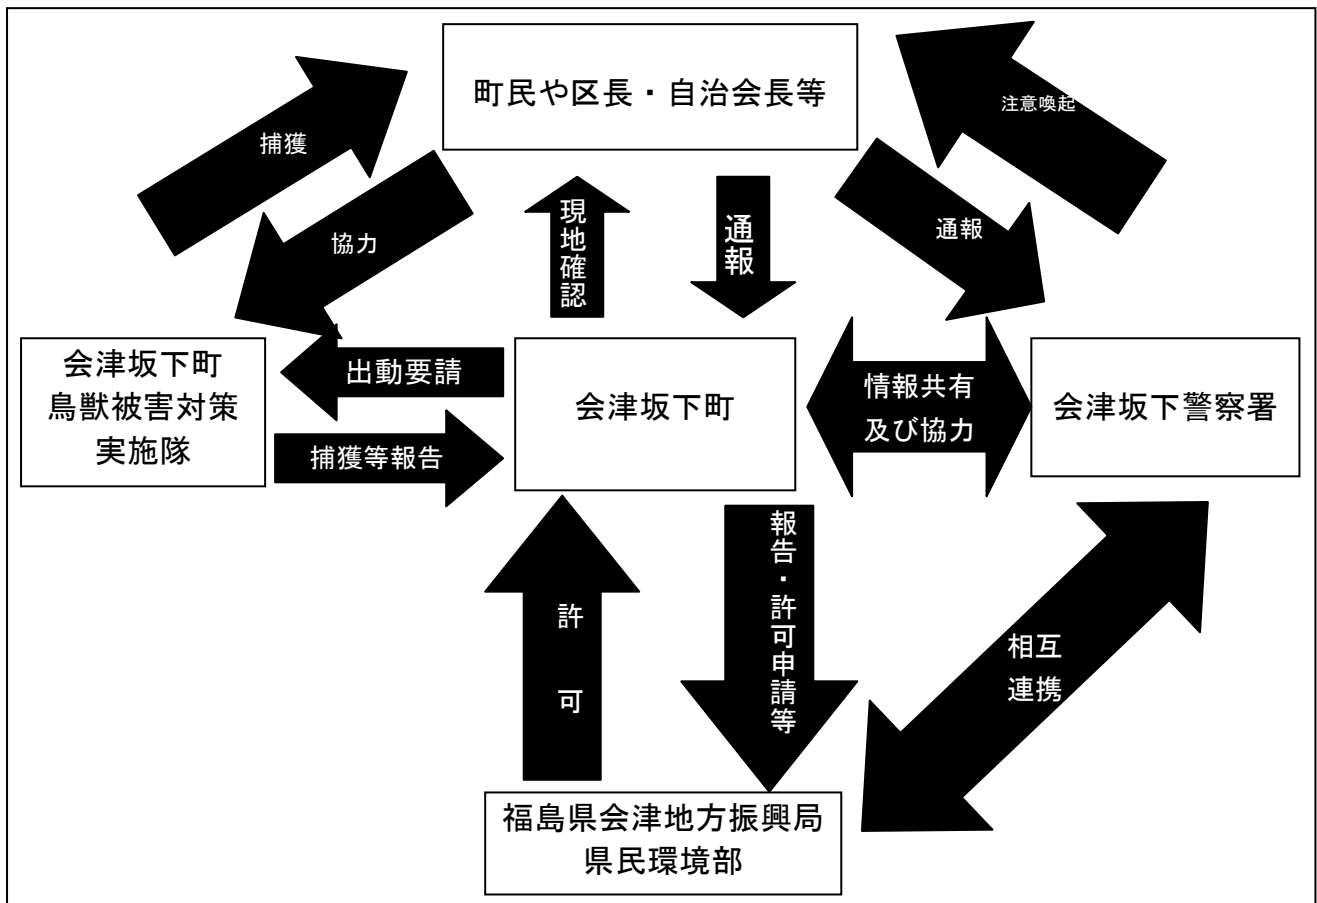 町民や区長・自治会長等
注意喚起
捕獲
協力
現地確認
通報
通報
会津坂下町
鳥獣被害対策
実施隊
出動要請
捕獲等報告
会津坂下町
情報共有
及び協力
会津坂下警察署
許可
報告・許可申請等
相互
連携
福島県会津地方振興局
県民環境部